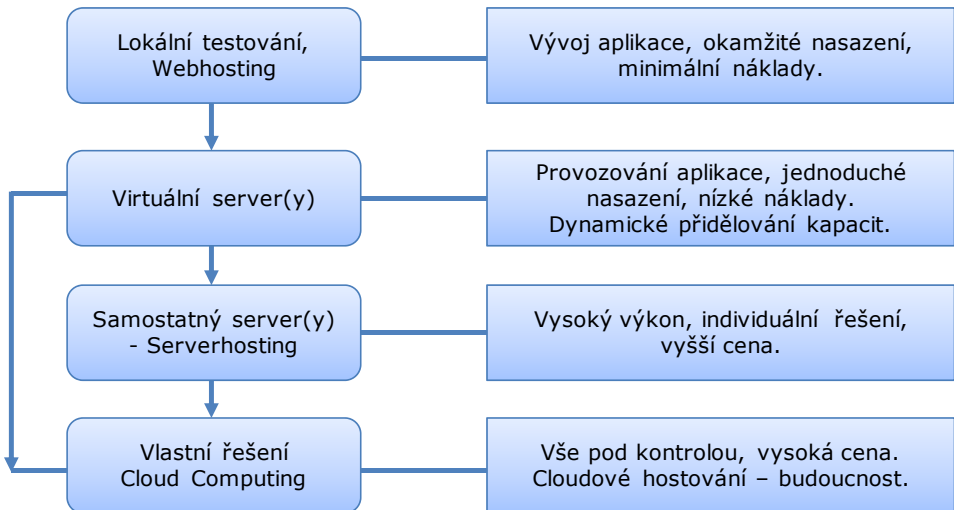 Lokální testování,
Webhosting
Vývoj aplikace, okamžité nasazení,
minimální náklady.
Virtuální server(y)
Provozování aplikace, jednoduché
nasazení, nízké náklady.
Dynamické přidělování kapacit.
Samostatný server(y)
- Serverhosting
Vysoký výkon, individuální řešení,
vyšší cena.
Vlastní řešení
Cloud Computing
Vše pod kontrolou, vysoká cena.
Cloudové hostování – budoucnost.